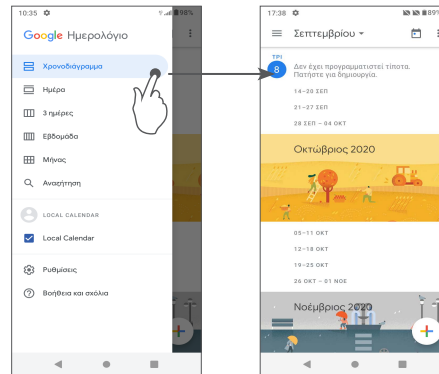 10:35
98%
Google Ημερολόγιο
Χρονοδιάγραμμα
Ημέρα
3 ημέρες
Εβδομάδα
Μήνας
Αναζήτηση
LOCAL CALENDAR
Local Calendar
Ρυθμίσεις
Βοήθεια και σχόλια
17:38
89%
Σεπτεμβρίου
ΤΡΙ
8
Δεν έχει προγραμματιστεί τίποτα.
Πατήστε για δημιουργία.
14–20 ΣΕΠ
21–27 ΣΕΠ
28 ΣΕΠ – 04 ΟΚΤ
Οκτώβριος 2020
05–11 ΟΚΤ
12–18 ΟΚΤ
19–25 ΟΚΤ
26 ΟΚΤ – 01 ΝΟΕ
Νοέμβριος 2020